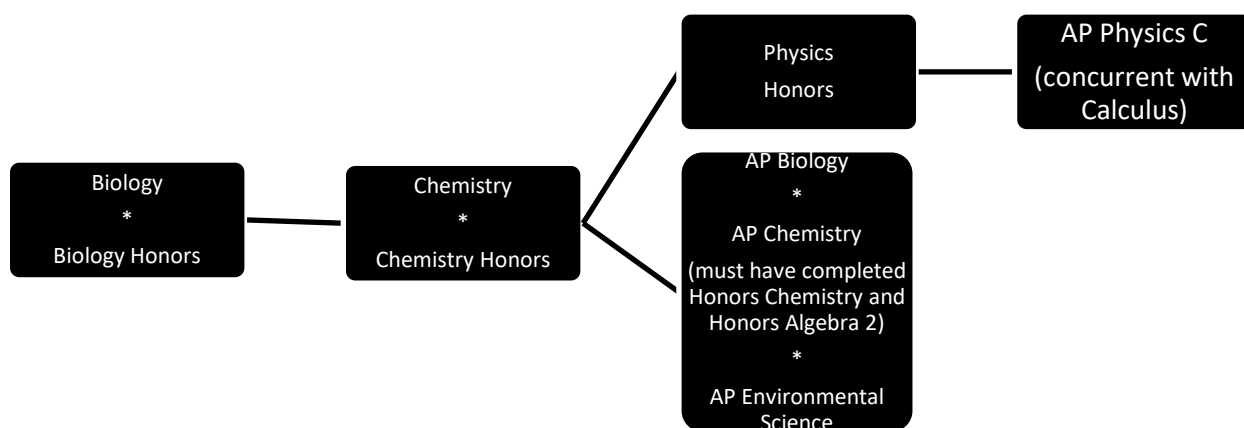 Biology
*
Biology Honors
Chemistry
*
Chemistry Honors
Physics
Honors
AP Physics C
(concurrent with
Calculus)
AP Biology
*
AP Chemistry
(must have completed
Honors Chemistry and
Honors Algebra 2)
*
AP Environmental
Science